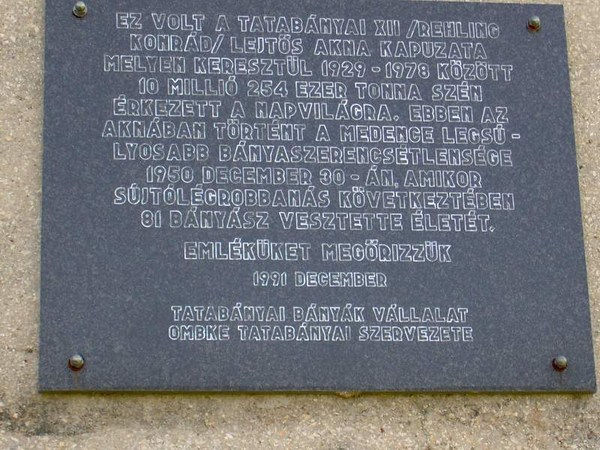 EZ VOLT A TATABÁNYAI XII /REHLING
KONRÁD/ LEJTŐS AKNA KAPUZATA
MELYEN KERESZTÜL 1929 - 1978 KÖZÖTT
10 MILLIÓ 254 EZER TONNA SZÉN
ÉRKEZETT A NAPVILÁGRA. EBBEN AZ
AKNÁBAN TÖRTÉNT A MEDENCE LEGSÚ -
LYOSABB BÁNYASZERENCSÉTLENSÉGE
1950 DECEMBER 30 - ÁN, AMIKOR
SÚJTÓLÉGROBBANÁS KÖVETKEZTÉBEN
81 BÁNYÁSZ VESZTETTE ÉLETÉT.
EMLÉKÜKET MEGŐRIZZÜK
1991 DECEMBER
TATABÁNYAI BÁNYÁK VÁLLALAT
OMBKE TATABÁNYAI SZERVEZETE